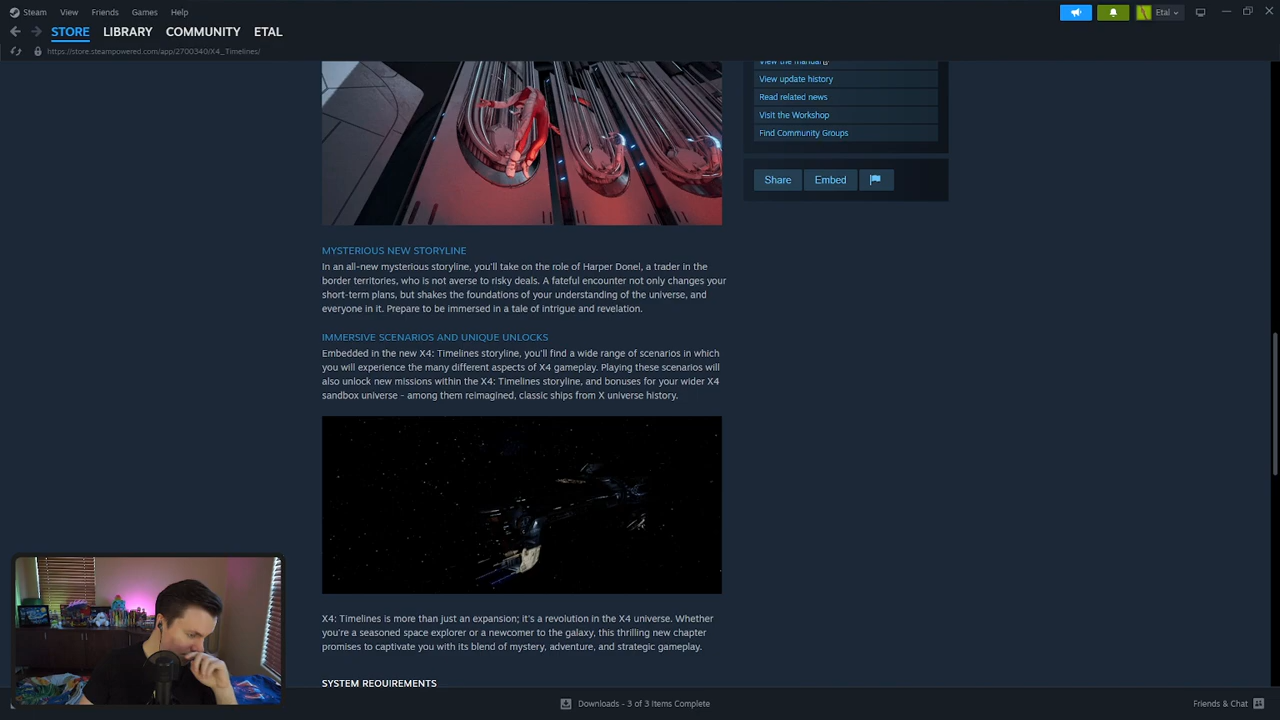 Steam View Friends Games Help
Etal
STORE LIBRARY COMMUNITY ETAL
https://store.steampowered.com/app/2700340/X4_Timelines/
View the manual
View update history
Read related news
Visit the Workshop
Find Community Groups
Share Embed
MYSTERIOUS NEW STORYLINE
In an all-new mysterious storyline, you'll take on the role of Harper Donel, a trader in the
border territories, who is not averse to risky deals. A fateful encounter not only changes your
short-term plans, but shakes the foundations of your understanding of the universe, and
everyone in it. Prepare to be immersed in a tale of intrigue and revelation.
IMMERSIVE SCENARIOS AND UNIQUE UNLOCKS
Embedded in the new X4: Timelines storyline, you'll find a wide range of scenarios in which
you will experience the many different aspects of X4 gameplay. Playing these scenarios will
also unlock new missions within the X4: Timelines storyline, and bonuses for your wider X4
sandbox universe - among them reimagined, classic ships from X universe history.
X4: Timelines is more than just an expansion; it's a revolution in the X4 universe. Whether
you're a seasoned space explorer or a newcomer to the galaxy, this thrilling new chapter
promises to captivate you with its blend of mystery, adventure, and strategic gameplay.
SYSTEM REQUIREMENTS
Downloads - 3 of 3 Items Complete
Friends & Chat